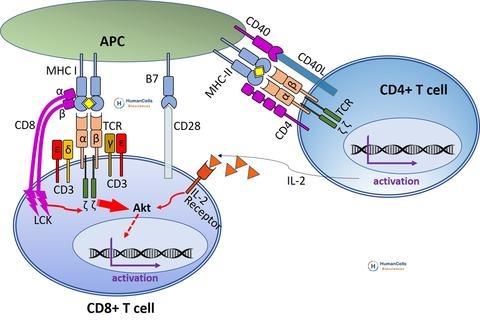 APC
CD40
CD40L
MHC I
MHC-II
B7
HumanCells
Biosciences
α
β
CD8
TCR
α β
CD28
β
α
CD4
TCR
ζ ζ
CD4+ T cell
activation
ε δ
γ ε
CD3
CD3
LCK
ζ ζ
Akt
IL-2
Receptor
IL-2
activation
CD8+ T cell
HumanCells
Biosciences